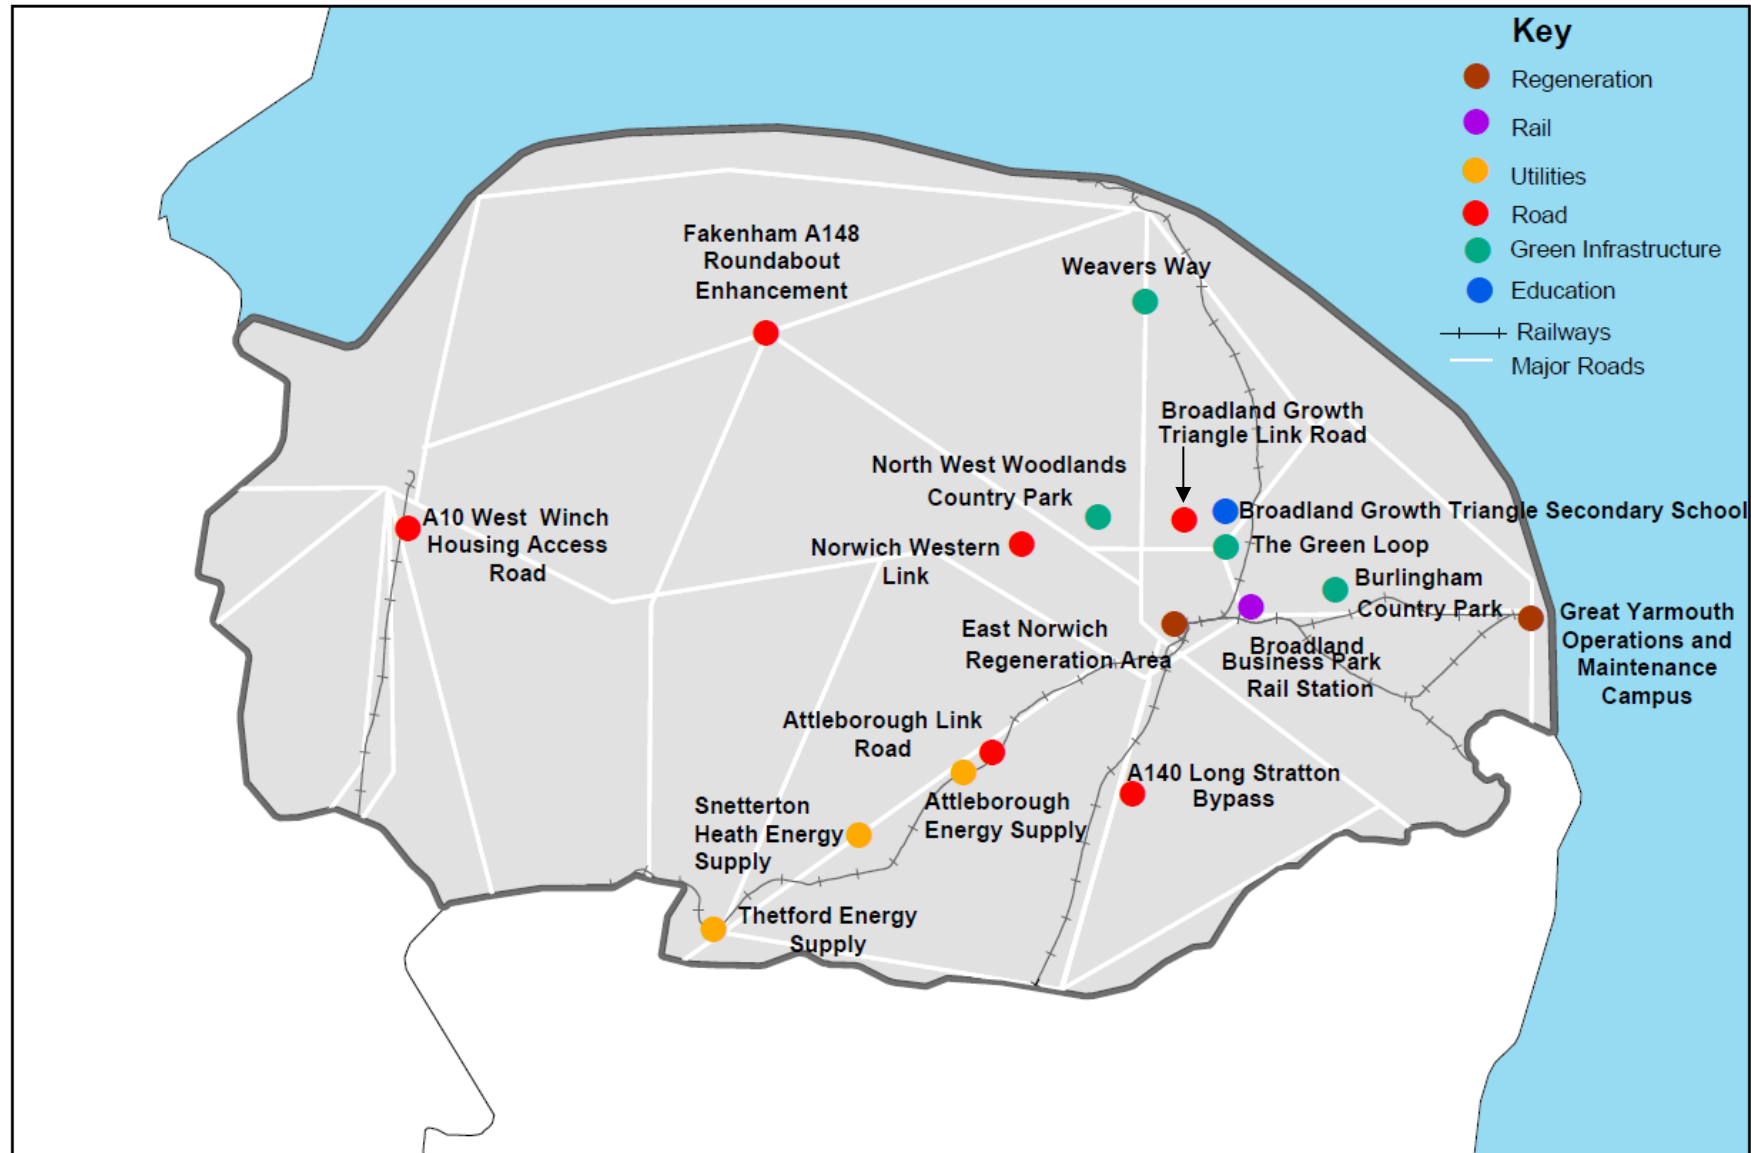 Key
Regeneration
Rail
Utilities
Road
Green Infrastructure
Education
Railways
Major Roads
Fakenham A148
Roundabout
Enhancement
Weavers Way
Broadland Growth
Triangle Link Road
North West Woodlands
Country Park
Broadland Growth Triangle Secondary School
A10 West Winch
Housing Access
Road
Norwich Western
Link
The Green Loop
Burlingham
Country Park
Great Yarmouth
Operations and
Maintenance
Campus
East Norwich
Regeneration Area
Broadland
Business Park
Rail Station
Attleborough Link
Road
A140 Long Stratton
Bypass
Attleborough
Energy Supply
Snetterton
Heath Energy
Supply
Thetford Energy
Supply